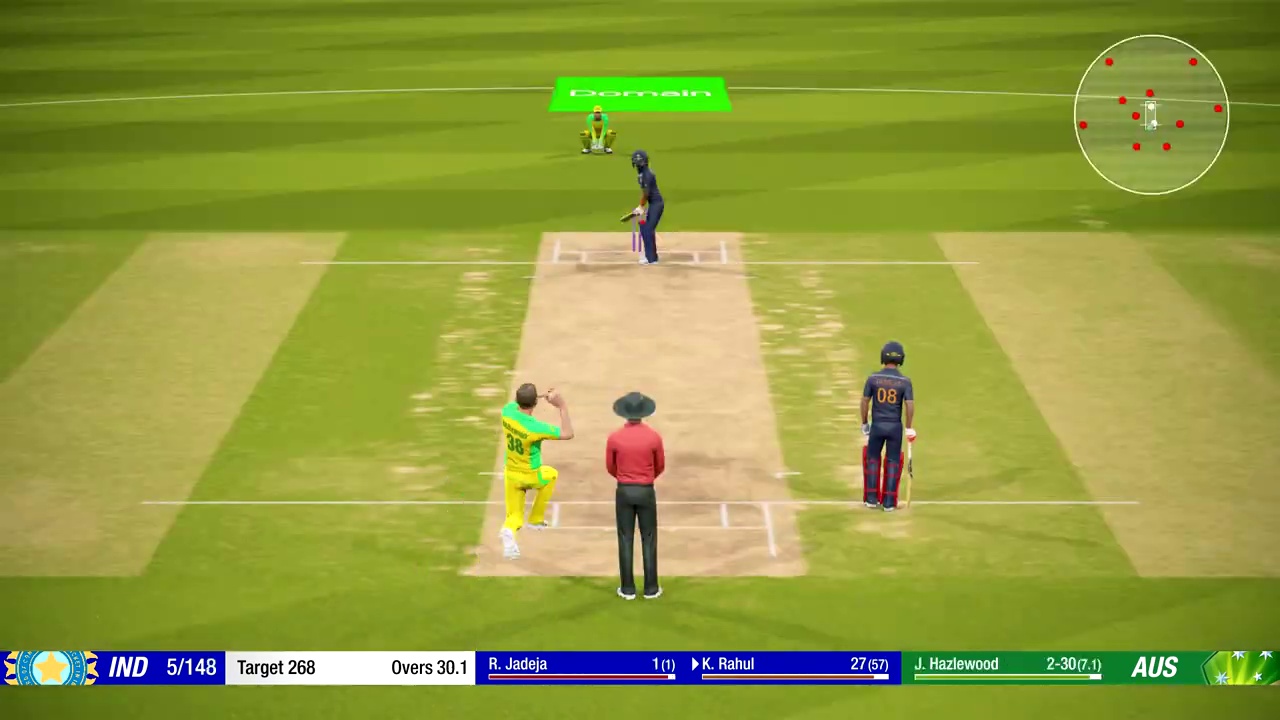 Domain
08
38
IND 5/148 Target 268 Overs 30.1 R. Jadeja 1(1) K. Rahul 27(57) J. Hazlewood 2-30(7.1) AUS